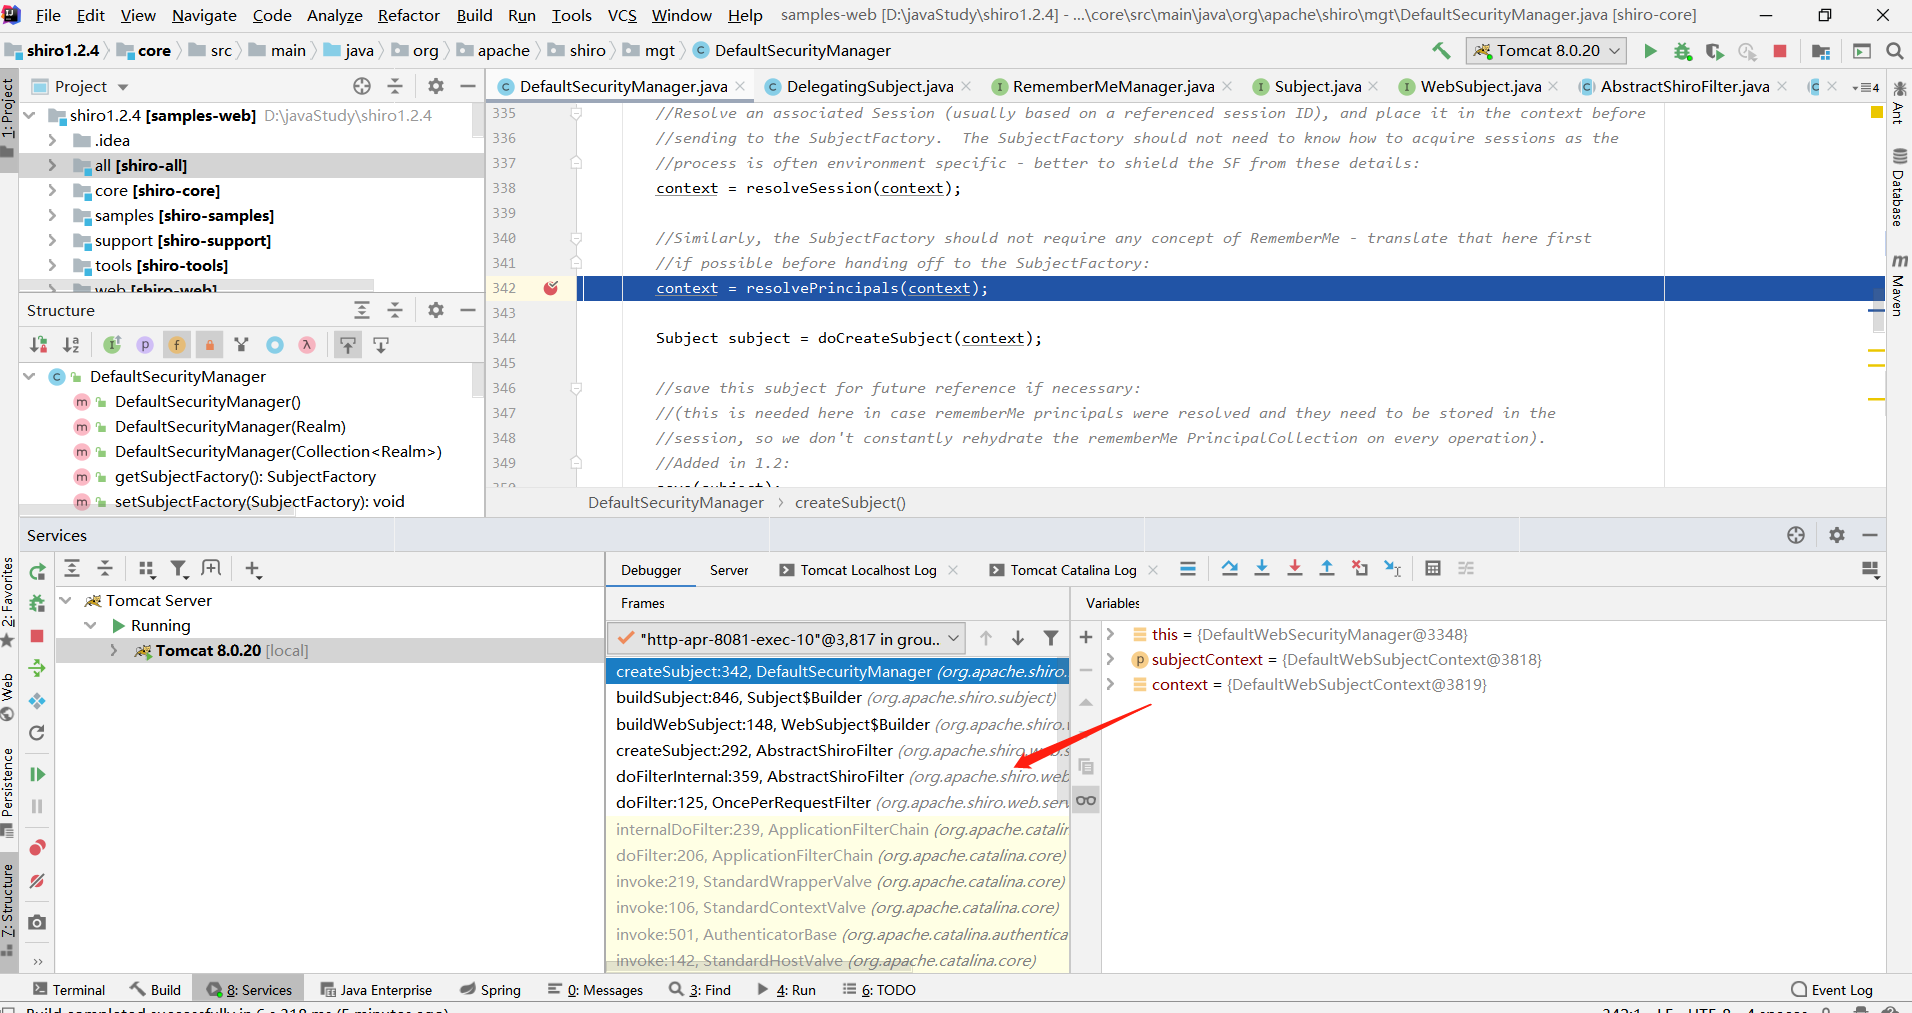 File Edit View Navigate Code Analyze Refactor Build Run Tools VCS Window Help samples-web [D:\javaStudy\shiro1.2.4] - ...\core\src\main\java\org\apache\shiro\mgt\DefaultSecurityManager.java [shiro-core]
shiro1.2.4 core src main java org apache shiro mgt DefaultSecurityManager Tomcat 8.0.20
Project
DefaultSecurityManager.java DelegatingSubject.java RememberMeManager.java Subject.java WebSubject.java AbstractShiroFilter.java 4
shiro1.2.4 [samples-web] D:\javaStudy\shiro1.2.4
.idea
all [shiro-all]
core [shiro-core]
samples [shiro-samples]
support [shiro-support]
tools [shiro-tools]
web [shiro-web]
Structure
DefaultSecurityManager
DefaultSecurityManager()
DefaultSecurityManager(Realm)
DefaultSecurityManager(Collection<Realm>)
getSubjectFactory(): SubjectFactory
setSubjectFactory(SubjectFactory): void
335 //Resolve an associated Session (usually based on a referenced session ID), and place it in the context before
336 //sending to the SubjectFactory.  The SubjectFactory should not need to know how to acquire sessions as the
337 //process is often environment specific - better to shield the SF from these details:
338 context = resolveSession(context);
339
340 //Similarly, the SubjectFactory should not require any concept of RememberMe - translate that here first
341 //if possible before handing off to the SubjectFactory:
342 context = resolvePrincipals(context);
343
344 Subject subject = doCreateSubject(context);
345
346 //save this subject for future reference if necessary:
347 //(this is needed here in case rememberMe principals were resolved and they need to be stored in the
348 //session, so we don't constantly rehydrate the rememberMe PrincipalCollection on every operation).
349 //Added in 1.2:
350 save(subject);
DefaultSecurityManager createSubject()
1: Project
2: Favorites
Web
Persistence
Z: Structure
Ant
Database
Maven
Services
Tomcat Server
Running
Tomcat 8.0.20 [local]
Debugger Server Tomcat Localhost Log Tomcat Catalina Log
Frames
"http-apr-8081-exec-10"@3,817 in grou..
createSubject:342, DefaultSecurityManager (org.apache.shiro.
buildSubject:846, Subject$Builder (org.apache.shiro.subject)
buildWebSubject:148, WebSubject$Builder (org.apache.shiro.
createSubject:292, AbstractShiroFilter (org.apache.shiro.web.s
doFilterInternal:359, AbstractShiroFilter (org.apache.shiro.web
doFilter:125, OncePerRequestFilter (org.apache.shiro.web.serv
internalDoFilter:239, ApplicationFilterChain (org.apache.catalin
doFilter:206, ApplicationFilterChain (org.apache.catalina.core)
invoke:219, StandardWrapperValve (org.apache.catalina.core)
invoke:106, StandardContextValve (org.apache.catalina.core)
invoke:501, AuthenticatorBase (org.apache.catalina.authentica
invoke:142, StandardHostValve (org.apache.catalina.core)
Variables
this = {DefaultWebSecurityManager@3348}
subjectContext = {DefaultWebSubjectContext@3818}
context = {DefaultWebSubjectContext@3819}
Terminal Build 8: Services Java Enterprise Spring 0: Messages 3: Find 4: Run 6: TODO Event Log
Build completed successfully in 6 s 218 ms (5 minutes ago) 342:1 LF UTF-8 4 spaces